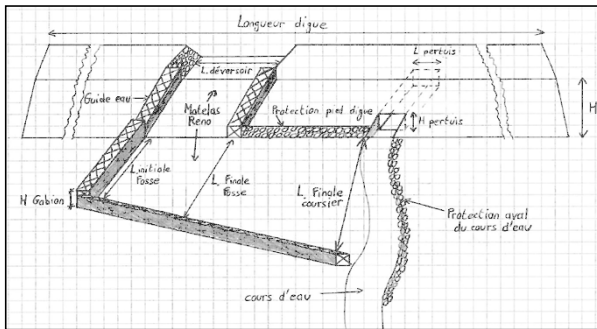 Longueur digue
L pertuis
L. déversoir
Guide eau
Matelas
Reno
Protection pied digue
H
H pertuis
L. initiale
Fosse
L. Finale
Fosse
L. Finale
coursier
H Gabion
Protection aval
du cours d'eau
cours d'eau